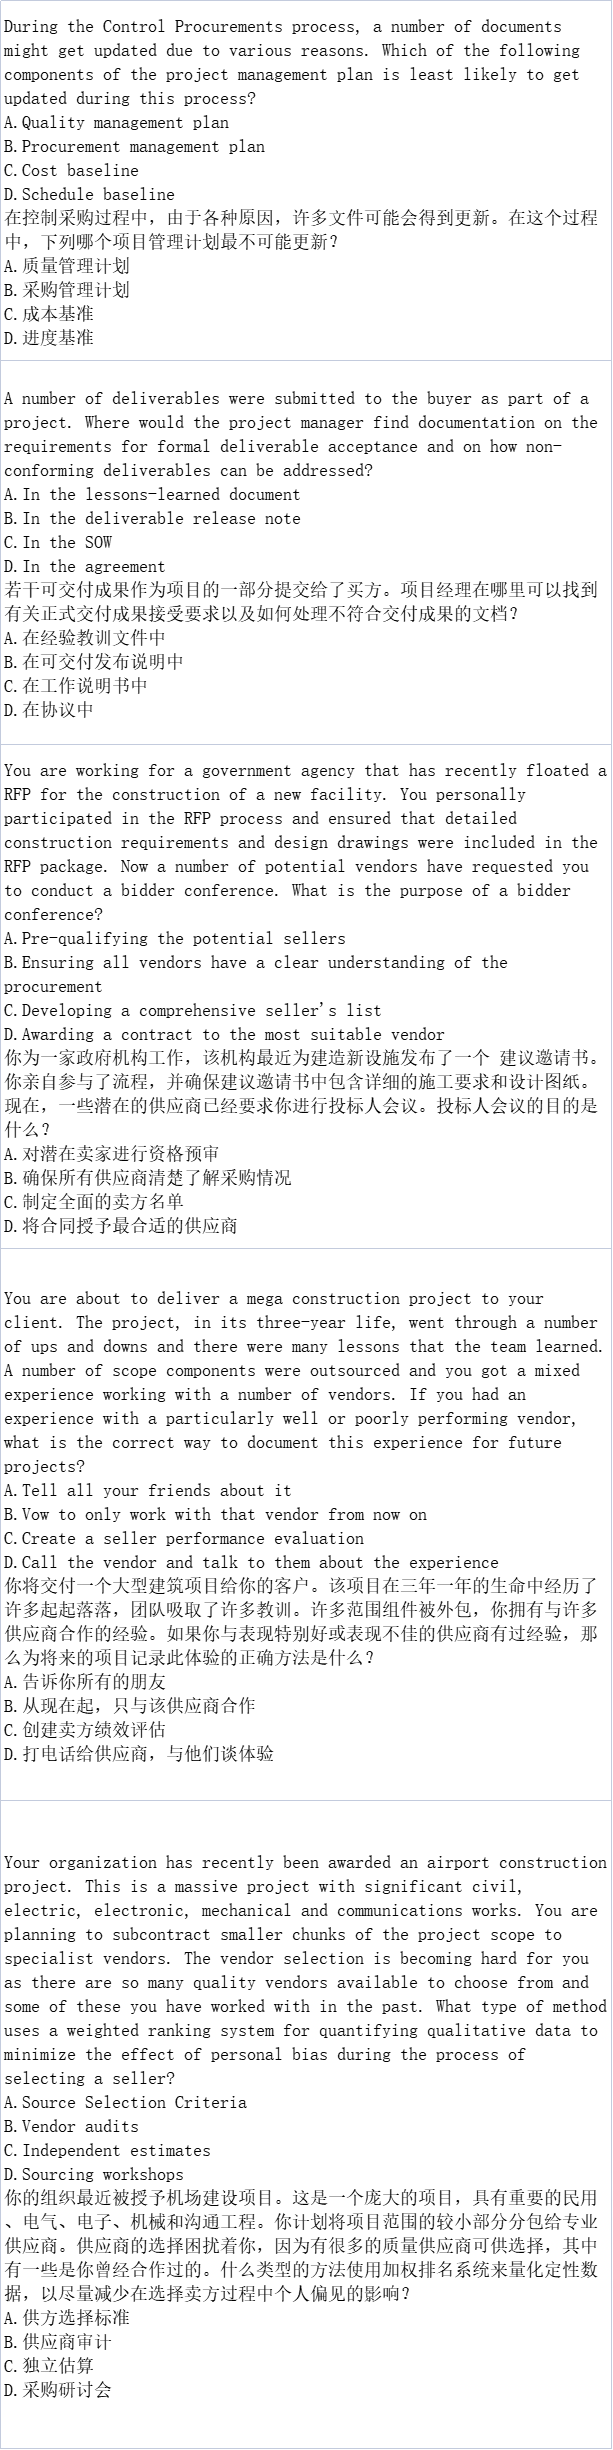 During the Control Procurements process, a number of documents
might get updated due to various reasons. Which of the following
components of the project management plan is least likely to get
updated during this process?
A.Quality management plan
B.Procurement management plan
C.Cost baseline
D.Schedule baseline
在控制采购过程中，由于各种原因，许多文件可能会得到更新。在这个过程
中，下列哪个项目管理计划最不可能更新？
A.质量管理计划
B.采购管理计划
C.成本基准
D.进度基准
A number of deliverables were submitted to the buyer as part of a
project. Where would the project manager find documentation on the
requirements for formal deliverable acceptance and on how non-
conforming deliverables can be addressed?
A.In the lessons-learned document
B.In the deliverable release note
C.In the SOW
D.In the agreement
若干可交付成果作为项目的一部分提交给了买方。项目经理在哪里可以找到
有关正式交付成果接受要求以及如何处理不符合交付成果的文档？
A.在经验教训文件中
B.在可交付发布说明中
C.在工作说明书中
D.在协议中
You are working for a government agency that has recently floated a
RFP for the construction of a new facility. You personally
participated in the RFP process and ensured that detailed
construction requirements and design drawings were included in the
RFP package. Now a number of potential vendors have requested you
to conduct a bidder conference. What is the purpose of a bidder
conference?
A.Pre-qualifying the potential sellers
B.Ensuring all vendors have a clear understanding of the
procurement
C.Developing a comprehensive seller's list
D.Awarding a contract to the most suitable vendor
你为一家政府机构工作，该机构最近为建造新设施发布了一个 建议邀请书。
你亲自参与了流程，并确保建议邀请书中包含详细的施工要求和设计图纸。
现在，一些潜在的供应商已经要求你进行投标人会议。投标人会议的目的是
什么？
A.对潜在卖家进行资格预审
B.确保所有供应商清楚了解采购情况
C.制定全面的卖方名单
D.将合同授予最合适的供应商
You are about to deliver a mega construction project to your
client. The project, in its three-year life, went through a number
of ups and downs and there were many lessons that the team learned.
A number of scope components were outsourced and you got a mixed
experience working with a number of vendors. If you had an
experience with a particularly well or poorly performing vendor,
what is the correct way to document this experience for future
projects?
A.Tell all your friends about it
B.Vow to only work with that vendor from now on
C.Create a seller performance evaluation
D.Call the vendor and talk to them about the experience
你将交付一个大型建筑项目给你的客户。该项目在三年一年的生命中经历了
许多起起落落，团队吸取了许多教训。许多范围组件被外包，你拥有与许多
供应商合作的经验。如果你与表现特别好或表现不佳的供应商有过经验，那
么为将来的项目记录此体验的正确方法是什么？
A.告诉你所有的朋友
B.从现在起，只与该供应商合作
C.创建卖方绩效评估
D.打电话给供应商，与他们谈体验
Your organization has recently been awarded an airport construction
project. This is a massive project with significant civil,
electric, electronic, mechanical and communications works. You are
planning to subcontract smaller chunks of the project scope to
specialist vendors. The vendor selection is becoming hard for you
as there are so many quality vendors available to choose from and
some of these you have worked with in the past. What type of method
uses a weighted ranking system for quantifying qualitative data to
minimize the effect of personal bias during the process of
selecting a seller?
A.Source Selection Criteria
B.Vendor audits
C.Independent estimates
D.Sourcing workshops
你的组织最近被授予机场建设项目。这是一个庞大的项目，具有重要的民用
、电气、电子、机械和沟通工程。你计划将项目范围的较小部分分包给专业
供应商。供应商的选择困扰着你，因为有很多的质量供应商可供选择，其中
有一些是你曾经合作过的。什么类型的方法使用加权排名系统来量化定性数
据，以尽量减少在选择卖方过程中个人偏见的影响？
A.供方选择标准
B.供应商审计
C.独立估算
D.采购研讨会